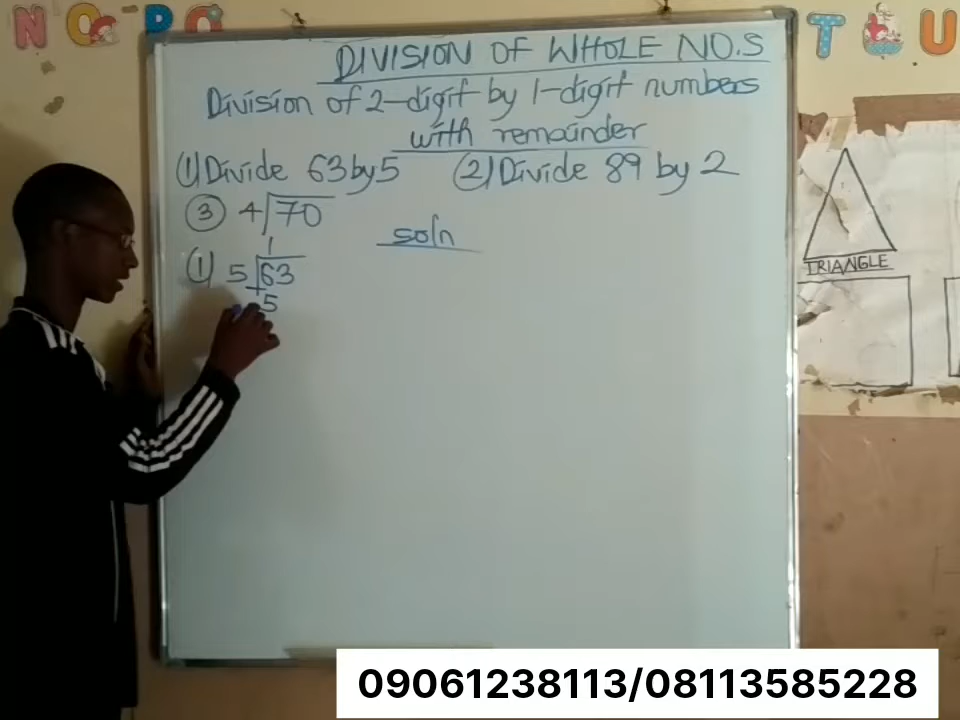 N O P Q
T U
DIVISION OF WHOLE NO.S
Division of 2-digit by 1-digit numbers
with remainder
(1) Divide 63 by 5 (2) Divide 89 by 2
(3) 4 70
soln
1
(1) 5 63
- 5
TRIANGLE
09061238113/08113585228